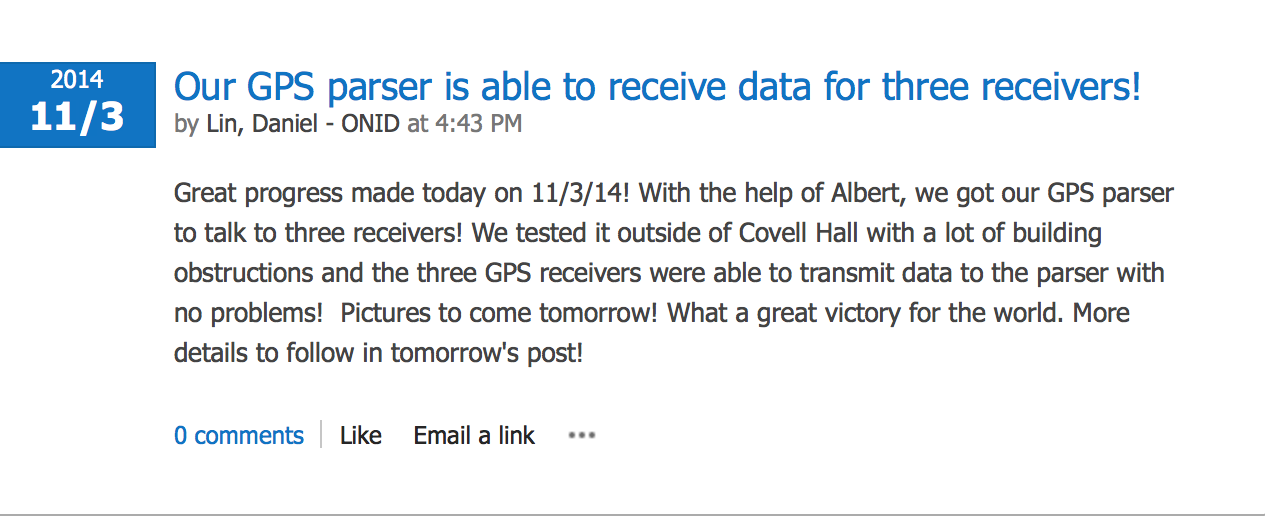 2014
11/3
Our GPS parser is able to receive data for three receivers!
by Lin, Daniel - ONID at 4:43 PM
Great progress made today on 11/3/14! With the help of Albert, we got our GPS parser
to talk to three receivers! We tested it outside of Covell Hall with a lot of building
obstructions and the three GPS receivers were able to transmit data to the parser with
no problems!  Pictures to come tomorrow! What a great victory for the world. More
details to follow in tomorrow's post!
0 comments Like Email a link •••